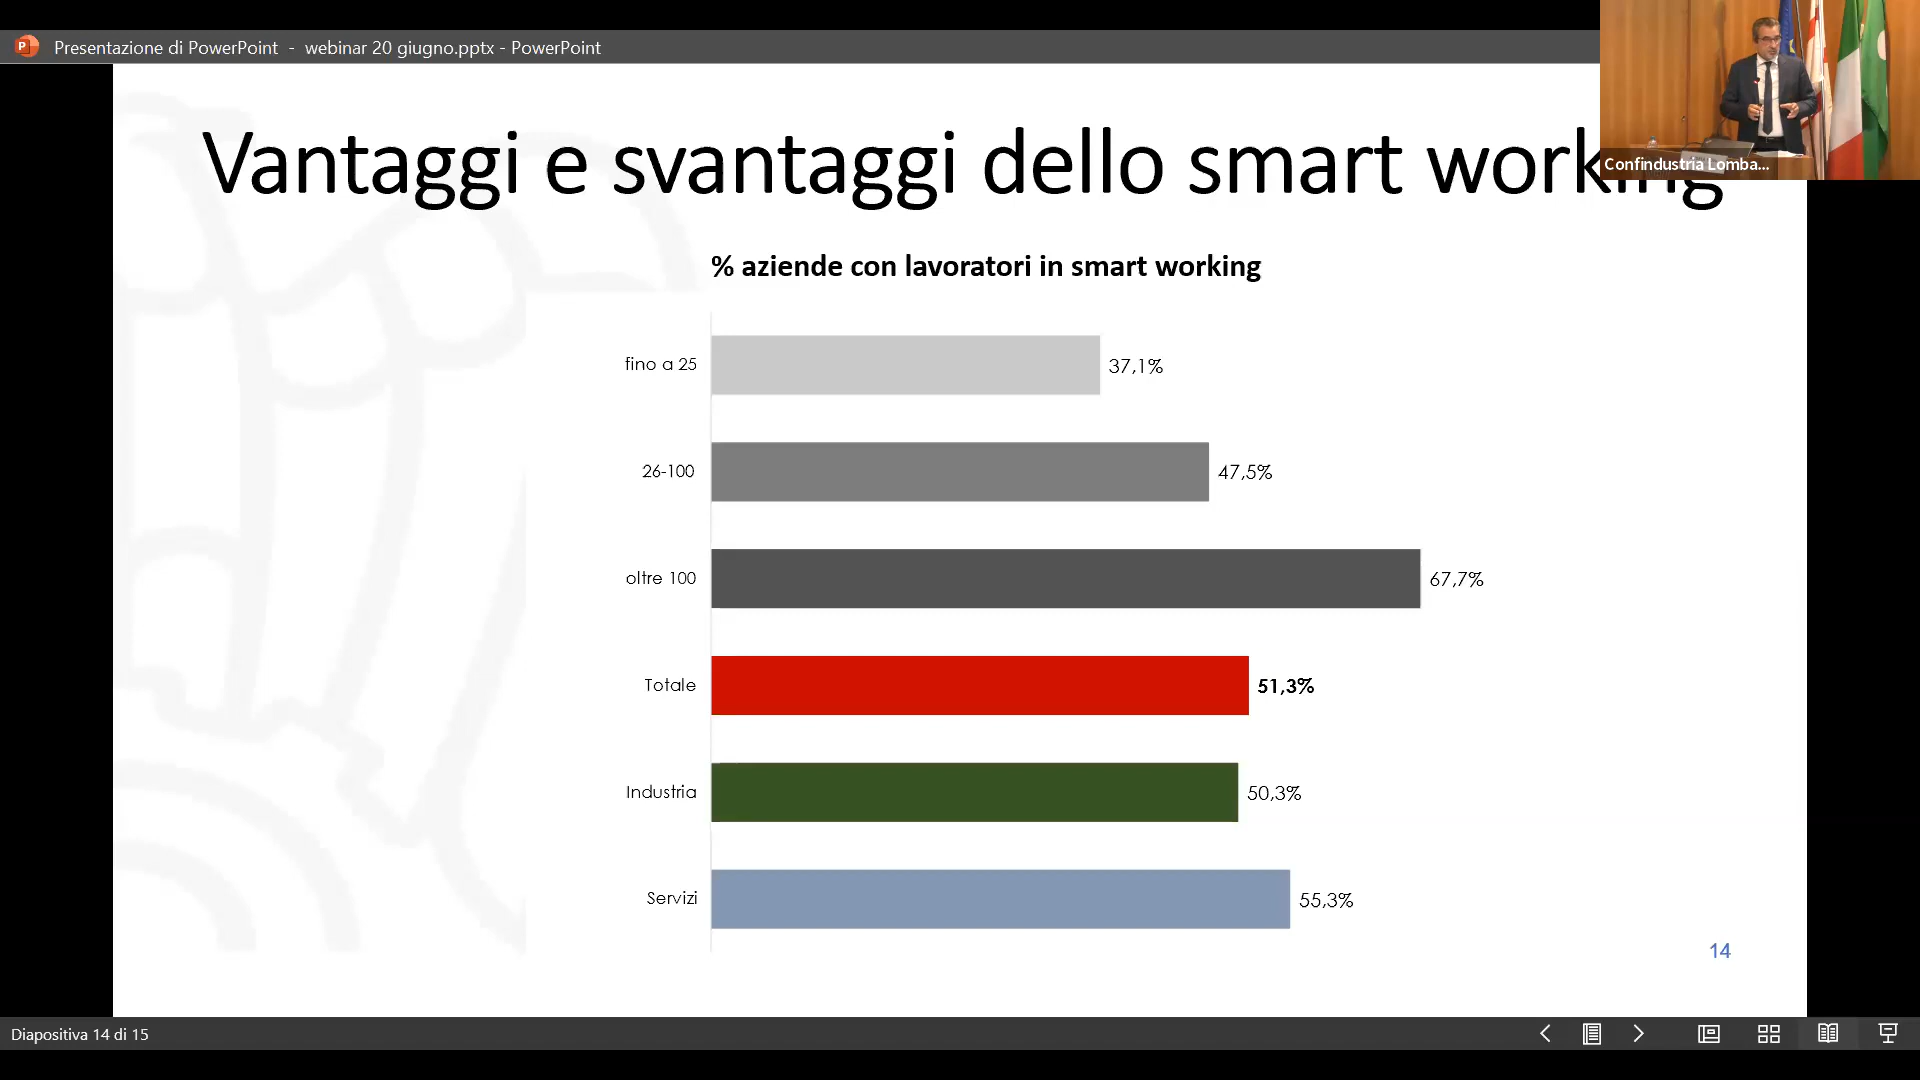 Presentazione di PowerPoint - webinar 20 giugno.pptx - PowerPoint
Confindustria Lomba...
Vantaggi e svantaggi dello smart working
% aziende con lavoratori in smart working
fino a 25 37,1%
26-100 47,5%
oltre 100 67,7%
Totale 51,3%
Industria 50,3%
Servizi 55,3%
14
Diapositiva 14 di 15